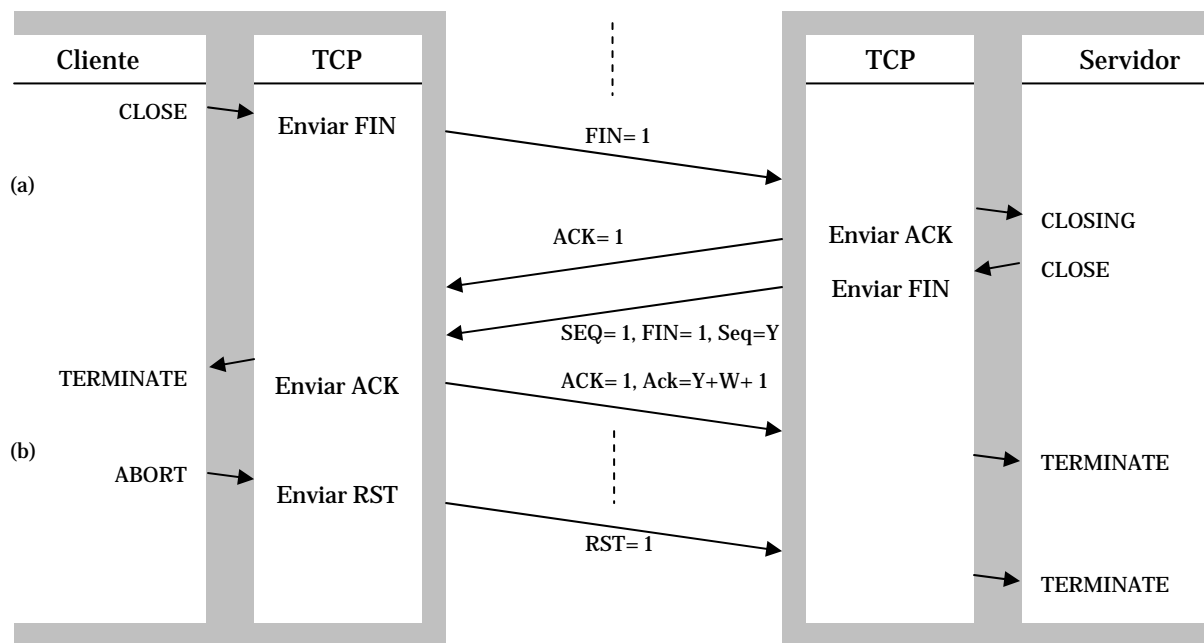 Cliente
TCP
TCP
Servidor
CLOSE
Enviar FIN
FIN= 1
(a)
CLOSING
ACK= 1
Enviar ACK
CLOSE
Enviar FIN
SEQ= 1, FIN= 1, Seq=Y
TERMINATE
Enviar ACK
ACK= 1, Ack=Y+W+ 1
(b)
ABORT
TERMINATE
Enviar RST
RST= 1
TERMINATE